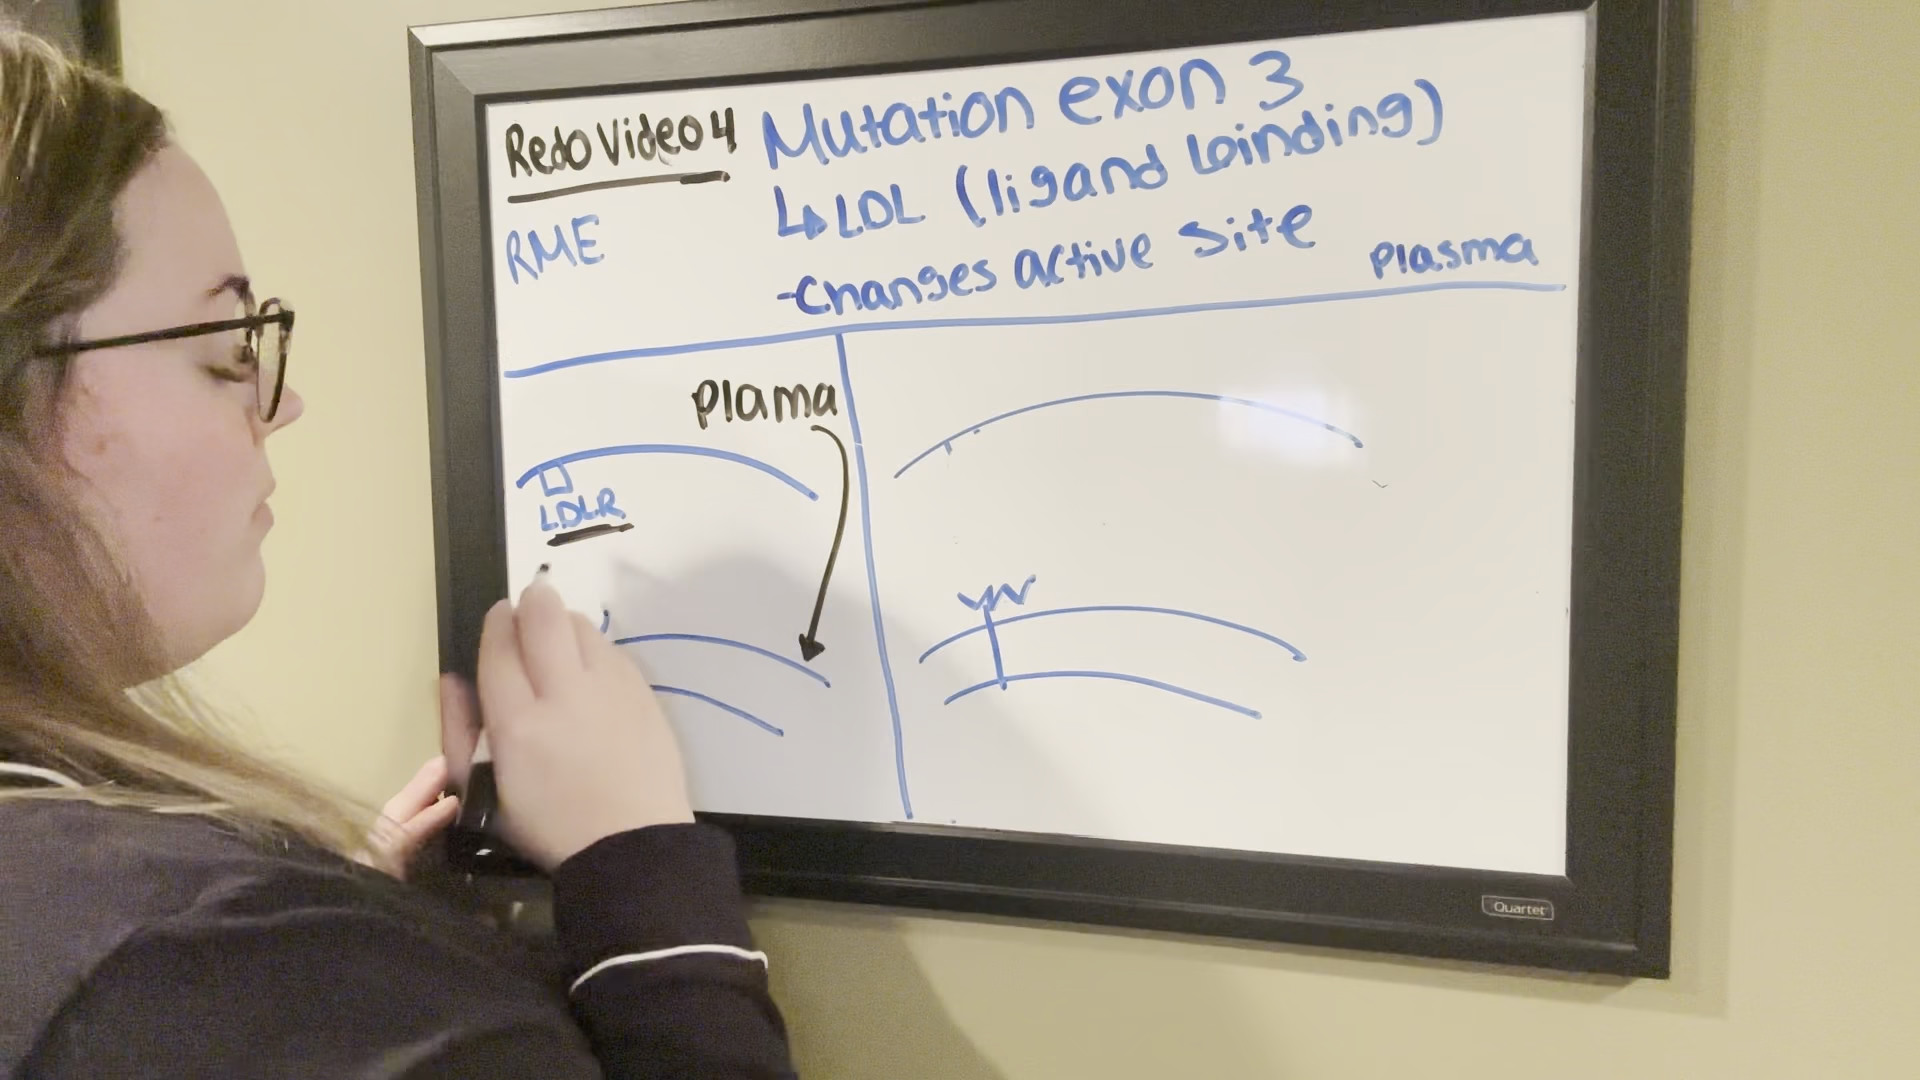 Redo Video 4
RME
Mutation exon 3
↳ LDL (ligand binding)
-Changes active site
Plasma
Plama
LDLR
Quartet